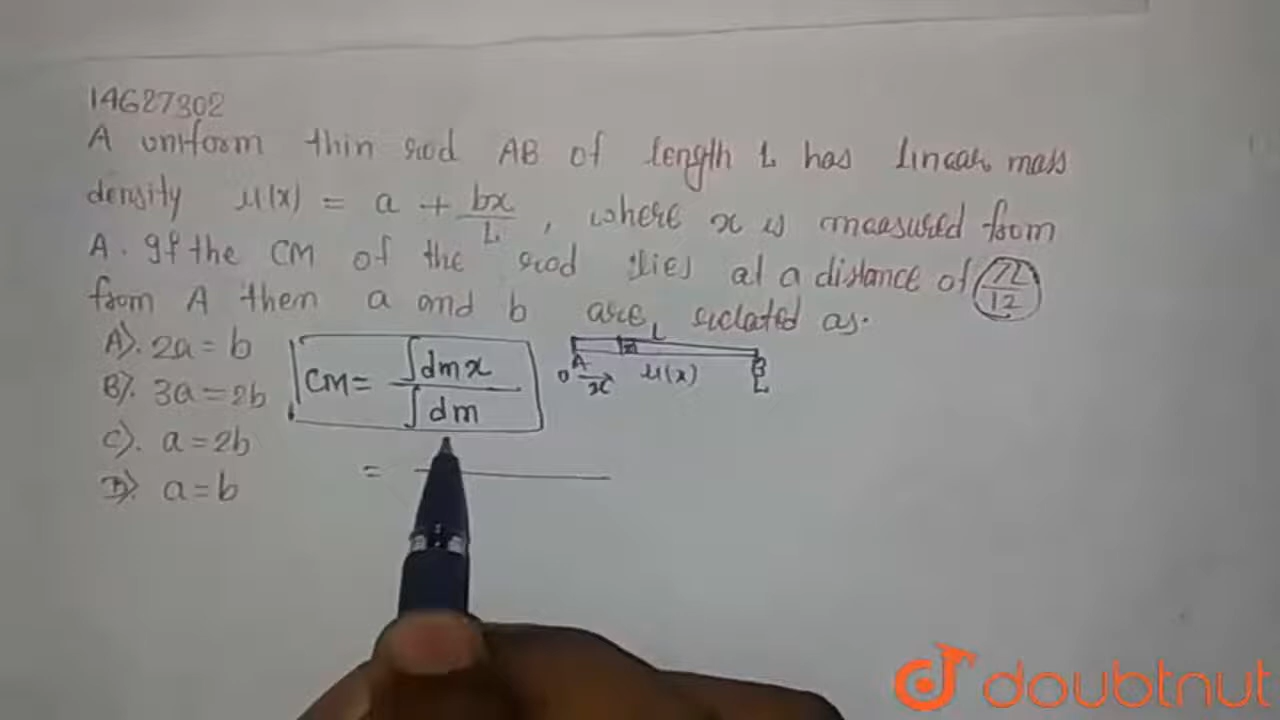 14627302
A uniform thin rod AB of length L has linear mass
density μ(x) = a + bx/L, where x is measured from
A. If the CM of the rod lies at a distance of 7L/12
from A then a and b are related as.
A). 2a = b
B). 3a = 2b
C). a = 2b
D). a = b
CM = ∫dm x / ∫dm
=
L
A
B
0
x
μ(x)
L
doubtnut